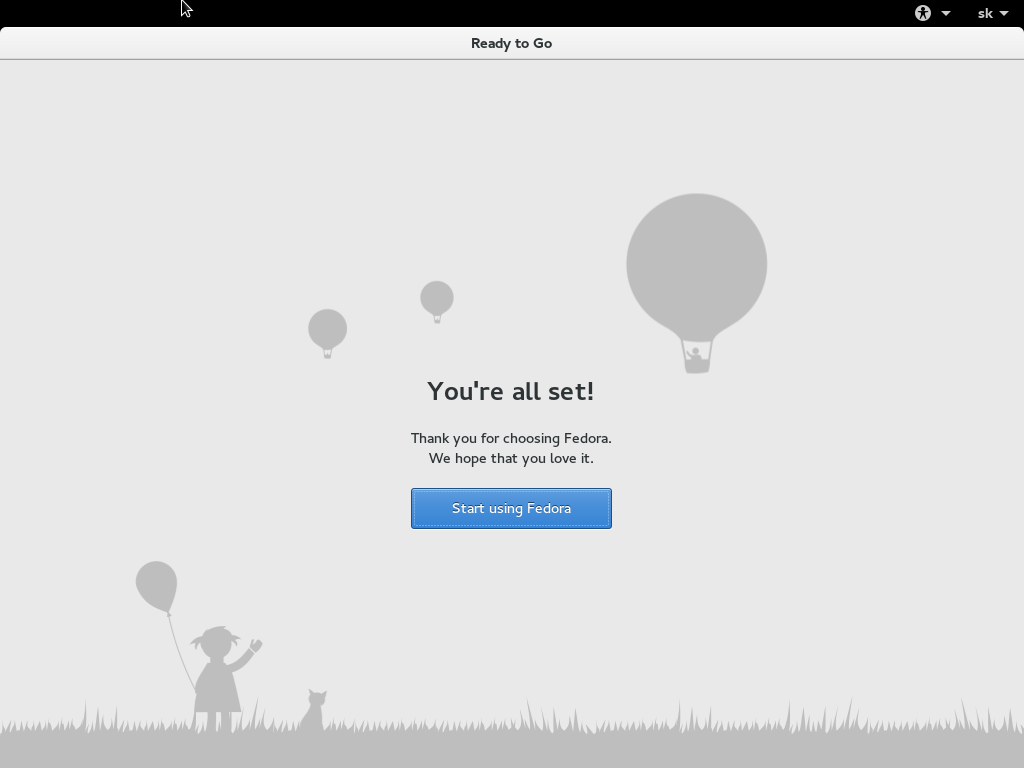 sk
Ready to Go
You're all set!
Thank you for choosing Fedora.
We hope that you love it.
Start using Fedora